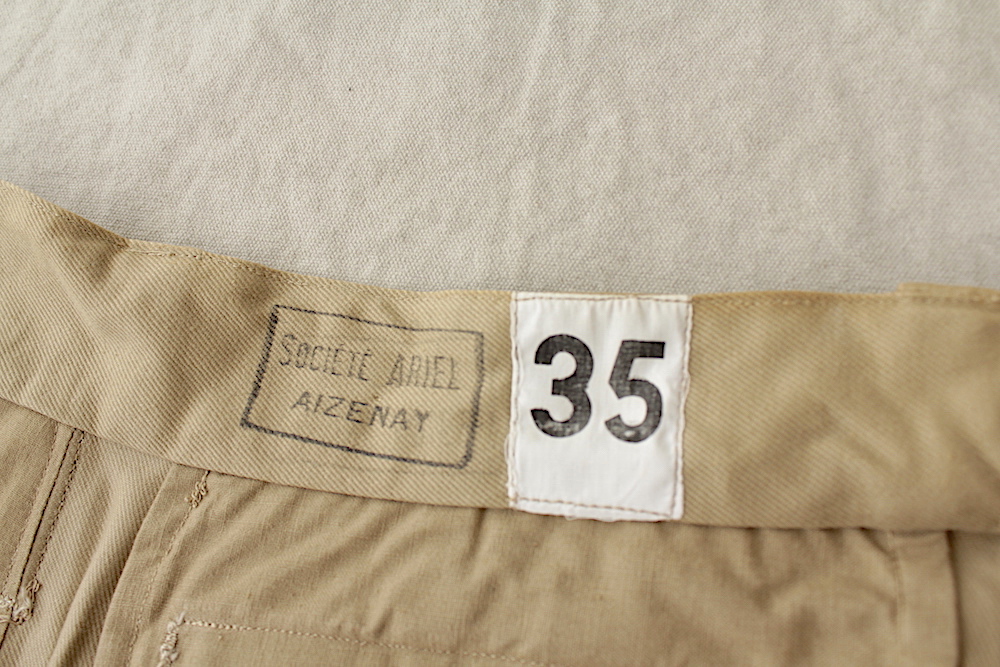 SOCIÉTÉ ARIEL
AIZENAY
35